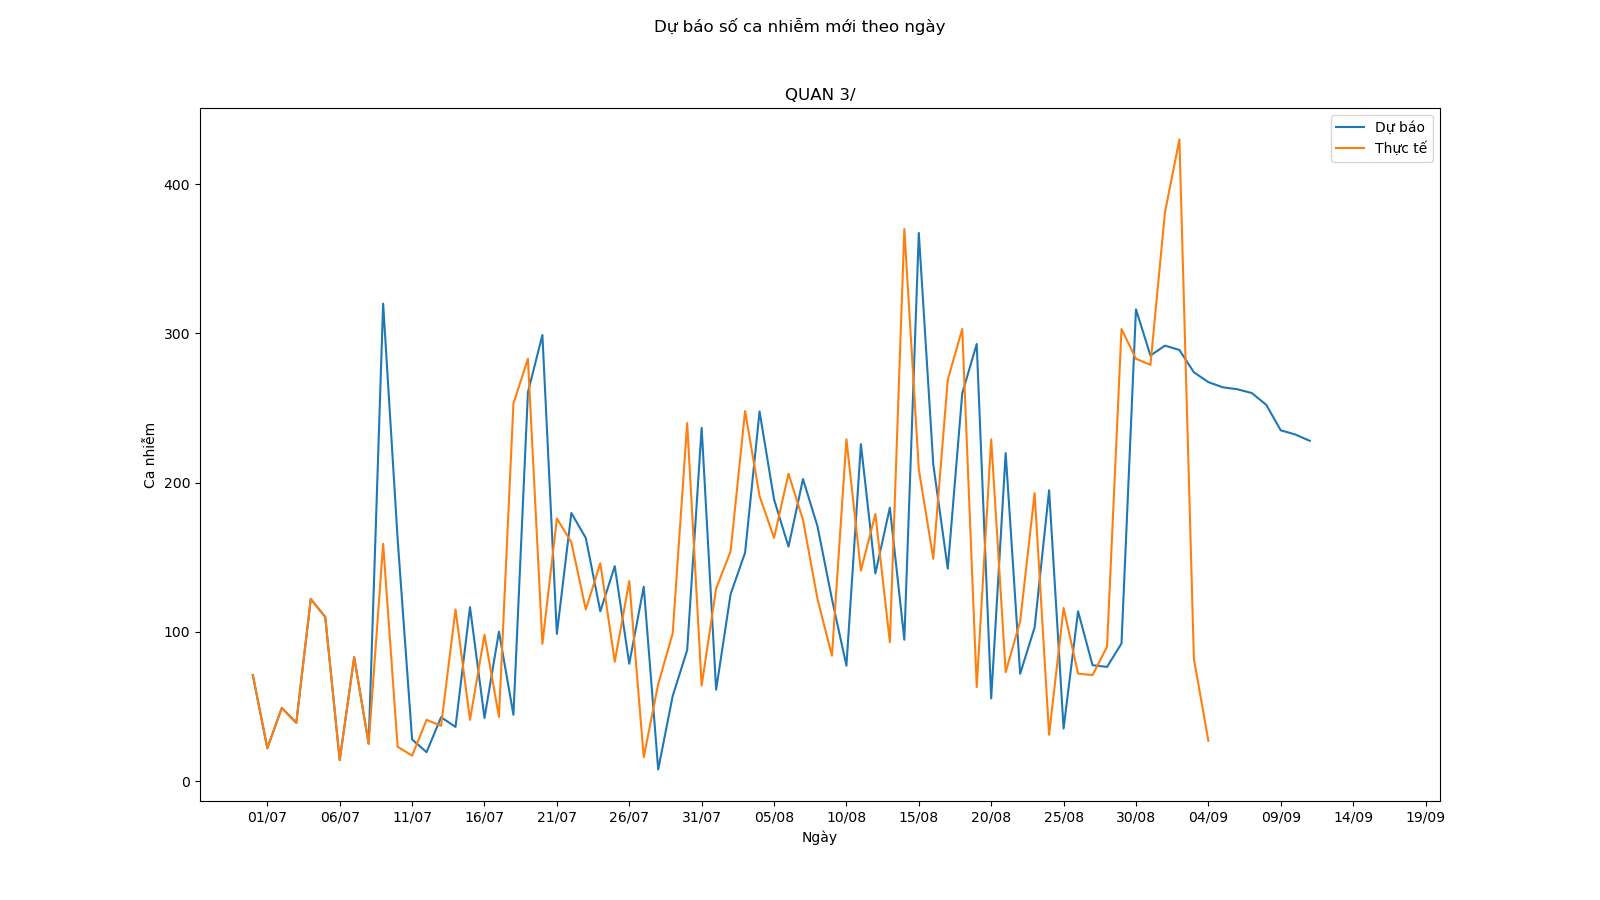 Dự báo số ca nhiễm mới theo ngày
QUAN 3/
Dự báo
Thực tế
400
300
200
100
0
Ca nhiễm
01/07 06/07 11/07 16/07 21/07 26/07 31/07 05/08 10/08 15/08 20/08 25/08 30/08 04/09 09/09 14/09 19/09
Ngày